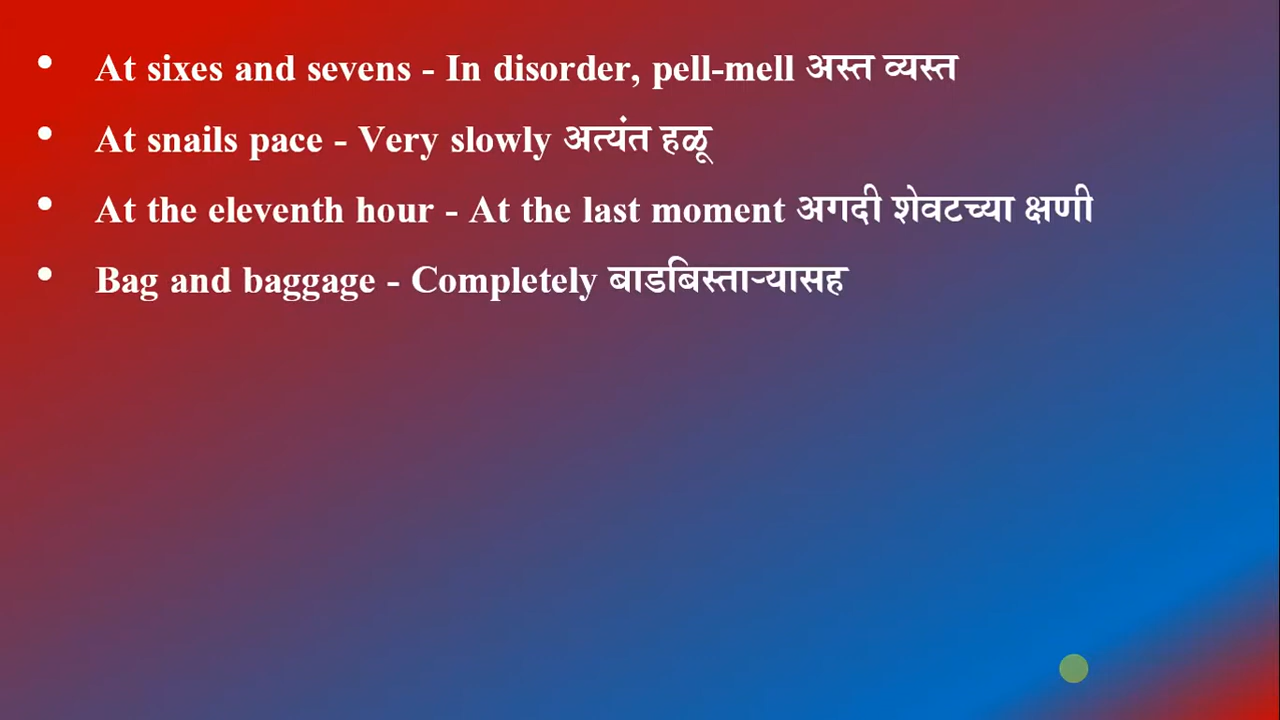 • At sixes and sevens - In disorder, pell-mell अस्त व्यस्त
• At snails pace - Very slowly अत्यंत हळू
• At the eleventh hour - At the last moment अगदी शेवटच्या क्षणी
• Bag and baggage - Completely बाडबिस्ताऱ्यासह